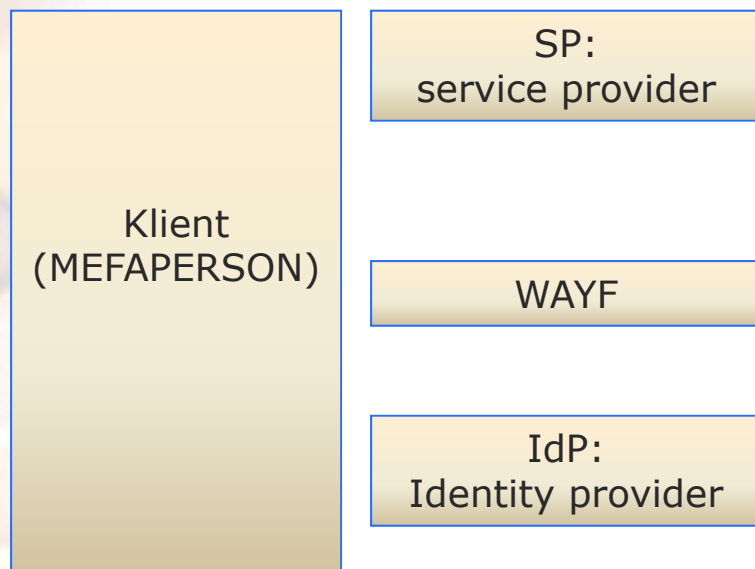 Klient
(MEFAPERSON)
SP:
service provider
WAYF
IdP:
Identity provider